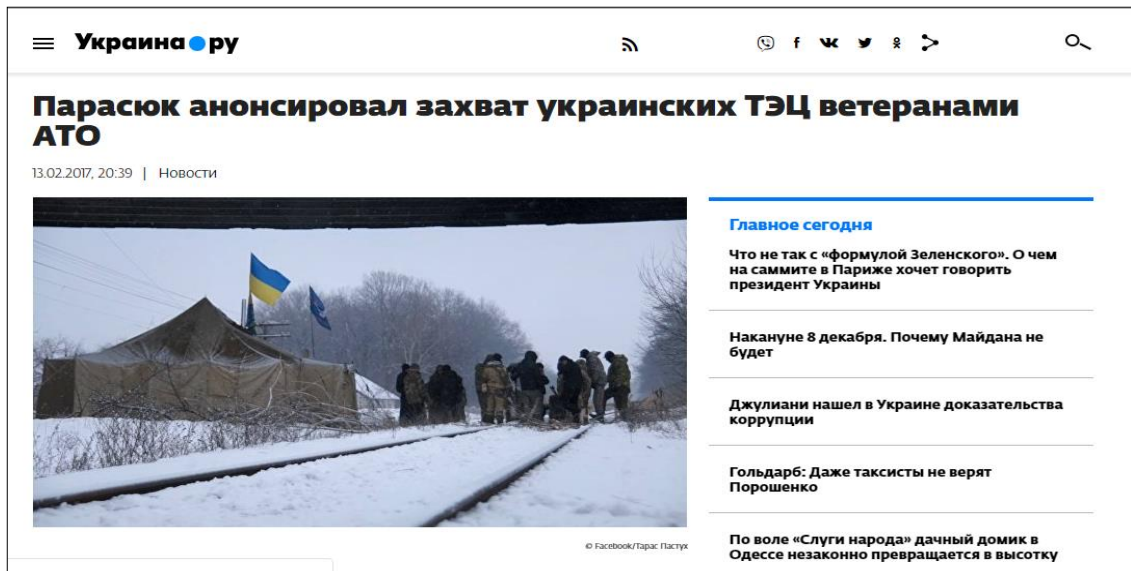 Украина ру
Парасюк анонсировал захват украинских ТЭЦ ветеранами
АТО
13.02.2017, 20:39 | Новости
© Facebook/Тарас Пастух
Главное сегодня
Что не так с «формулой Зеленского». О чем
на саммите в Париже хочет говорить
президент Украины
Накануне 8 декабря. Почему Майдана не
будет
Джулиани нашел в Украине доказательства
коррупции
Гольдарб: Даже таксисты не верят
Порошенко
По воле «Слуги народа» дачный домик в
Одессе незаконно превращается в высотку